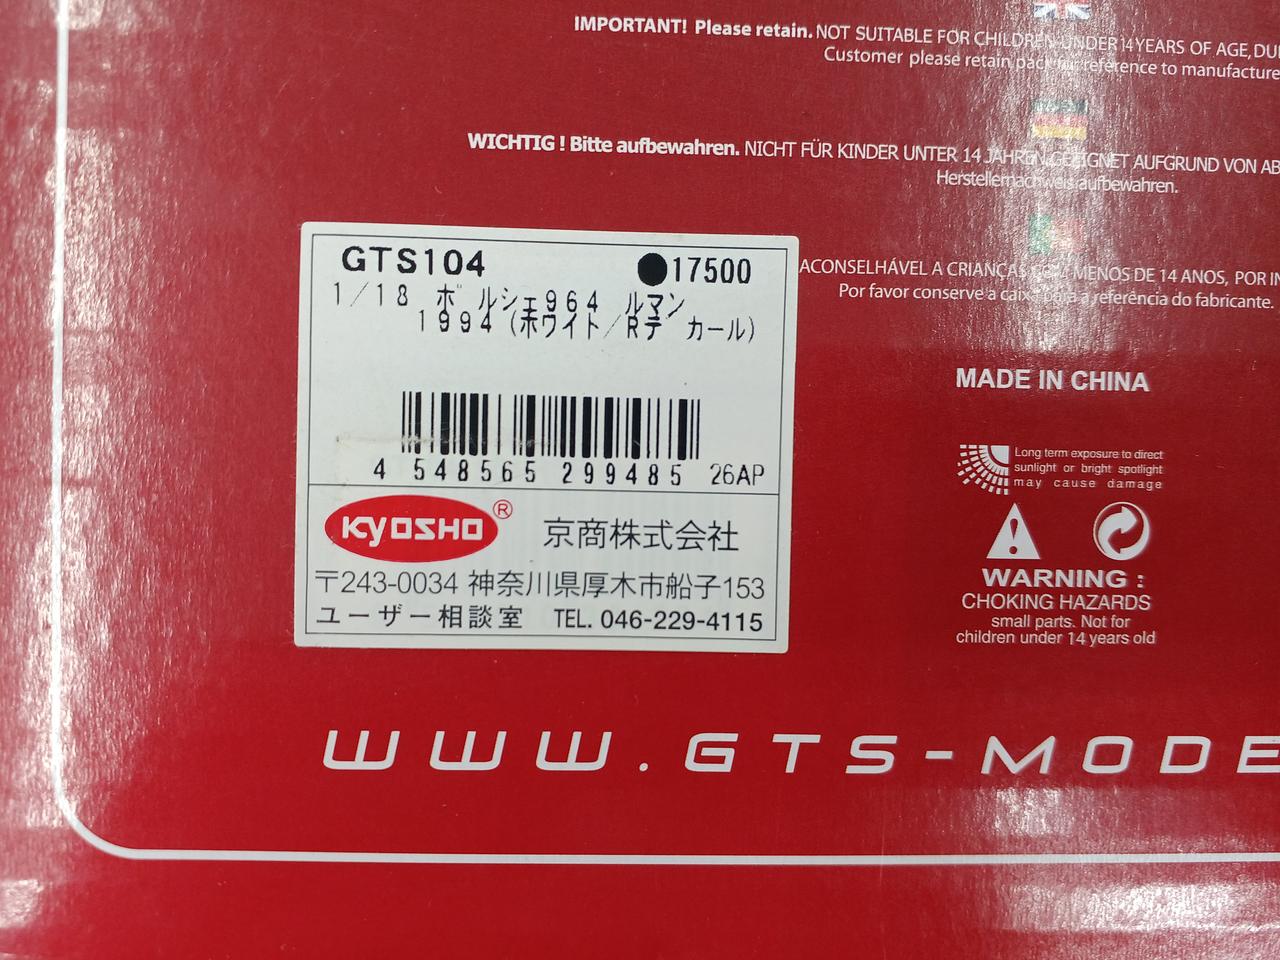 IMPORTANT! Please retain. NOT SUITABLE FOR CHILDREN UNDER 14 YEARS OF AGE, DU
Customer please retain pack for reference to manufacture
WICHTIG ! Bitte aufbewahren. NICHT FÜR KINDER UNTER 14 JAHREN GEEIGNET AUFGRUND VON AB
Herstellernachweis aufbewahren.
ACONSELHÁVEL A CRIANÇAS COM MENOS DE 14 ANOS, POR IN
Por favor conserve a caixa para a referência do fabricante.
GTS104 ●17500
1/18 ポルシェ964 ルマン
1994(ホワイト/Rデカール)
4 548565 299485 26AP
KYOSHO® 京商株式会社
〒243-0034 神奈川県厚木市船子153
ユーザー相談室 TEL. 046-229-4115
MADE IN CHINA
Long term exposure to direct
sunlight or bright spotlight
may cause damage
WARNING :
CHOKING HAZARDS
small parts. Not for
children under 14 years old
WWW.GTS-MODE